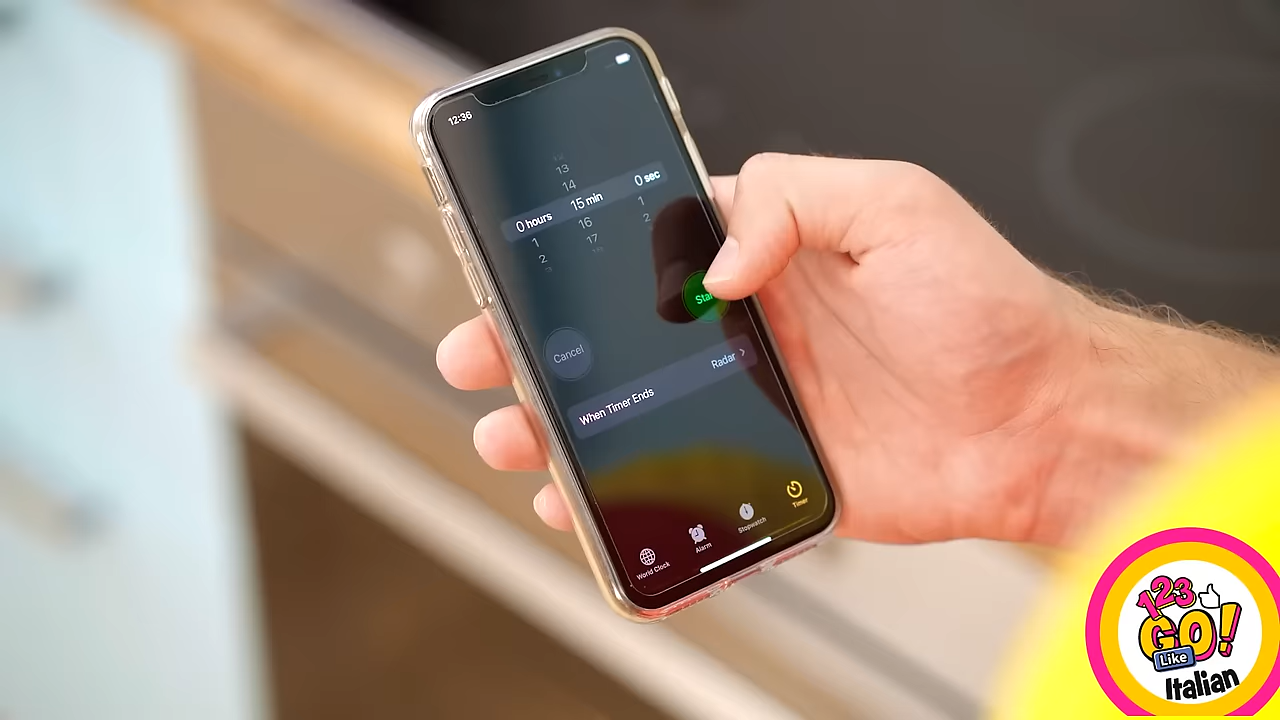 12:36
13
14
0 hours 15 min 0 sec
1 16 1
2 17 2
Cancel
When Timer Ends Radar
World Clock Alarm Stopwatch Timer
123
GO!
Like
Italian